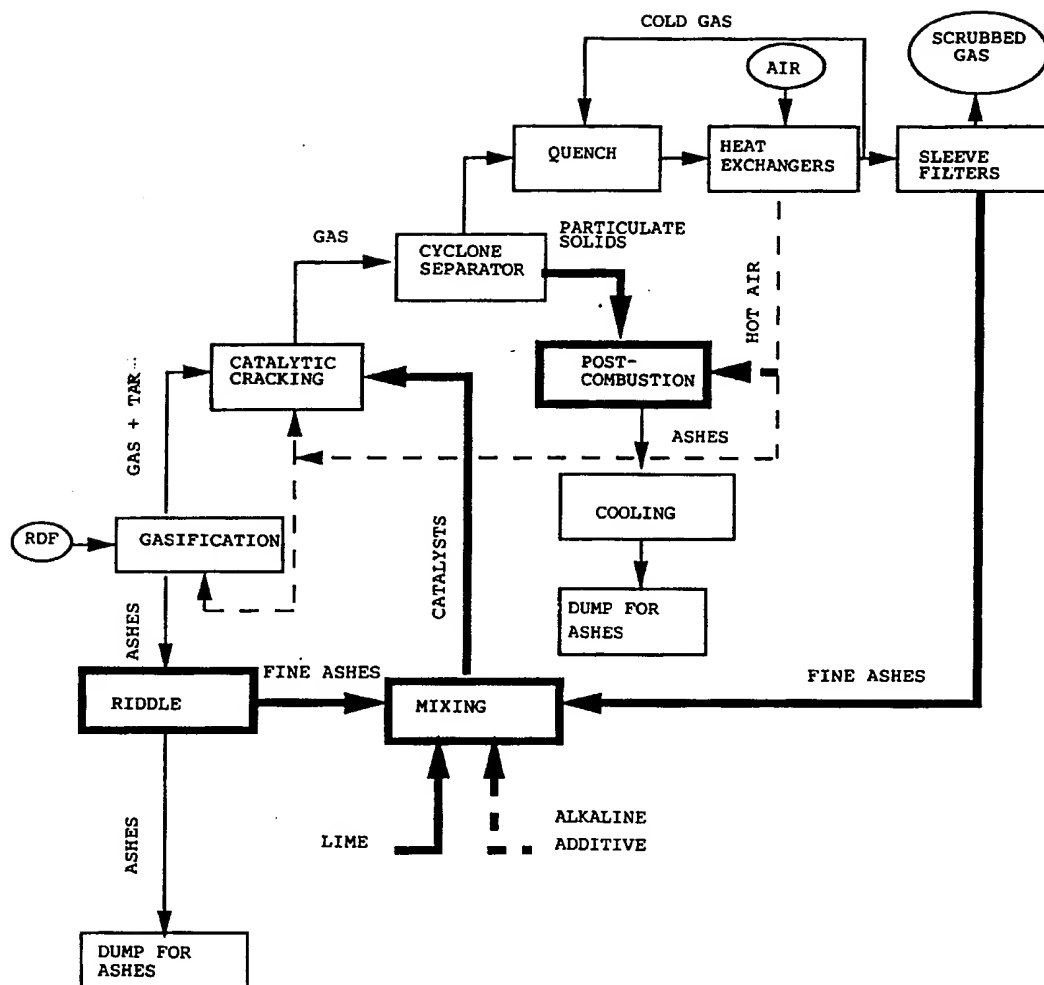 COLD GAS
SCRUBBED
GAS
AIR
QUENCH
HEAT
EXCHANGERS
SLEEVE
FILTERS
GAS
CYCLONE
SEPARATOR
PARTICULATE
SOLIDS
HOT AIR
CATALYTIC
CRACKING
POST-
COMBUSTION
GAS + TAR...
ASHES
RDF
GASIFICATION
COOLING
CATALYSTS
DUMP FOR
ASHES
ASHES
RIDDLE
FINE ASHES
MIXING
FINE ASHES
LIME
ALKALINE
ADDITIVE
ASHES
DUMP FOR
ASHES